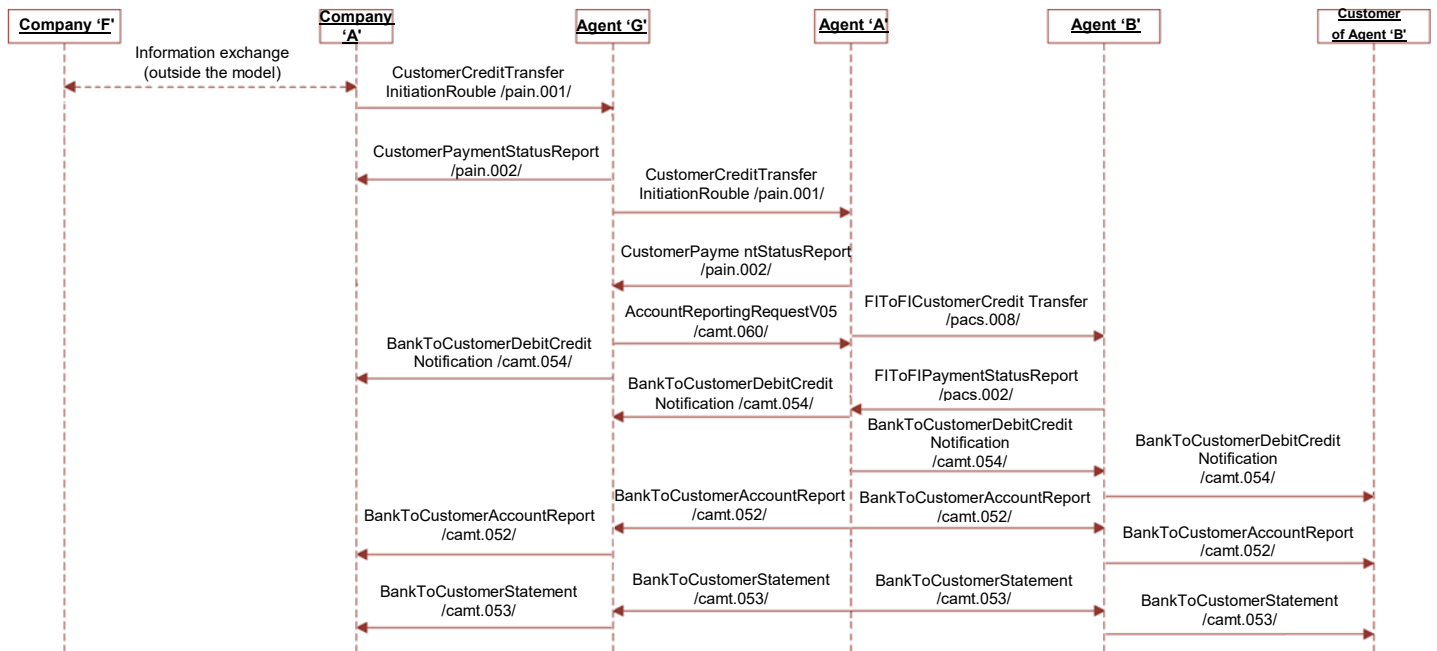 Company ‘F'
Company
‘A'
Agent ‘G'
Agent ‘A'
Agent ‘B'
Customer
of Agent ‘B'
Information exchange
(outside the model)
CustomerCreditTransfer
InitiationRouble /pain.001/
CustomerPaymentStatusReport
/pain.002/
CustomerCreditTransfer
InitiationRouble /pain.001/
CustomerPayme ntStatusReport
/pain.002/
AccountReportingRequestV05
/camt.060/
FIToFICustomerCredit Transfer
/pacs.008/
BankToCustomerDebitCredit
Notification /camt.054/
BankToCustomerDebitCredit
Notification /camt.054/
FIToFIPaymentStatusReport
/pacs.002/
BankToCustomerDebitCredit
Notification
/camt.054/
BankToCustomerDebitCredit
Notification
/camt.054/
BankToCustomerAccountReport
/camt.052/
BankToCustomerAccountReport
/camt.052/
BankToCustomerAccountReport
/camt.052/
BankToCustomerAccountReport
/camt.052/
BankToCustomerStatement
/camt.053/
BankToCustomerStatement
/camt.053/
BankToCustomerStatement
/camt.053/
BankToCustomerStatement
/camt.053/